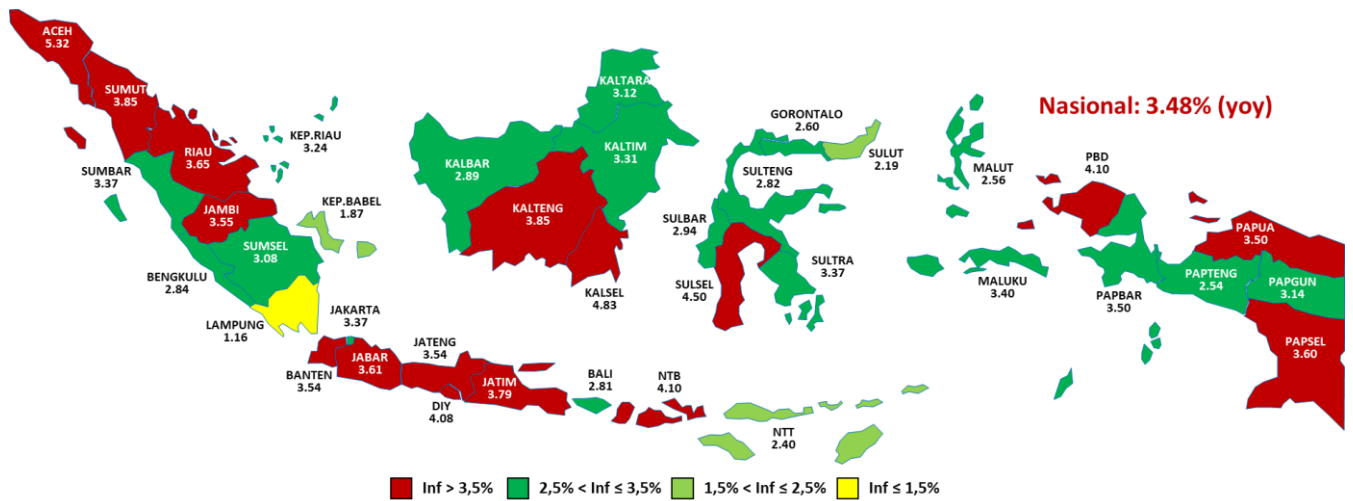 ACEH
5.32
SUMUT
3.85
RIAU
3.65
KEP.RIAU
3.24
SUMBAR
3.37
JAMBI
3.55
KEP.BABEL
1.87
SUMSEL
3.08
BENGKULU
2.84
LAMPUNG
1.16
JAKARTA
3.37
BANTEN
3.54
JABAR
3.61
JATENG
3.54
DIY
4.08
JATIM
3.79
BALI
2.81
NTB
4.10
NTT
2.40
KALBAR
2.89
KALTENG
3.85
KALSEL
4.83
KALTIM
3.31
KALTARA
3.12
GORONTALO
2.60
SULUT
2.19
SULTENG
2.82
SULBAR
2.94
SULSEL
4.50
SULTRA
3.37
MALUT
2.56
MALUKU
3.40
Nasional: 3.48% (yoy)
PBD
4.10
PAPBAR
3.50
PAPUA
3.50
PAPTENG
2.54
PAPGUN
3.14
PAPSEL
3.60
Inf > 3,5%
2,5% < Inf ≤ 3,5%
1,5% < Inf ≤ 2,5%
Inf ≤ 1,5%